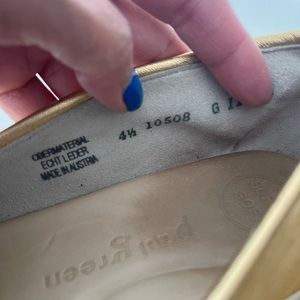 OBERMATERIAL
ECHT LEDER
MADE IN AUSTRIA
4½ 10508 G
paul green